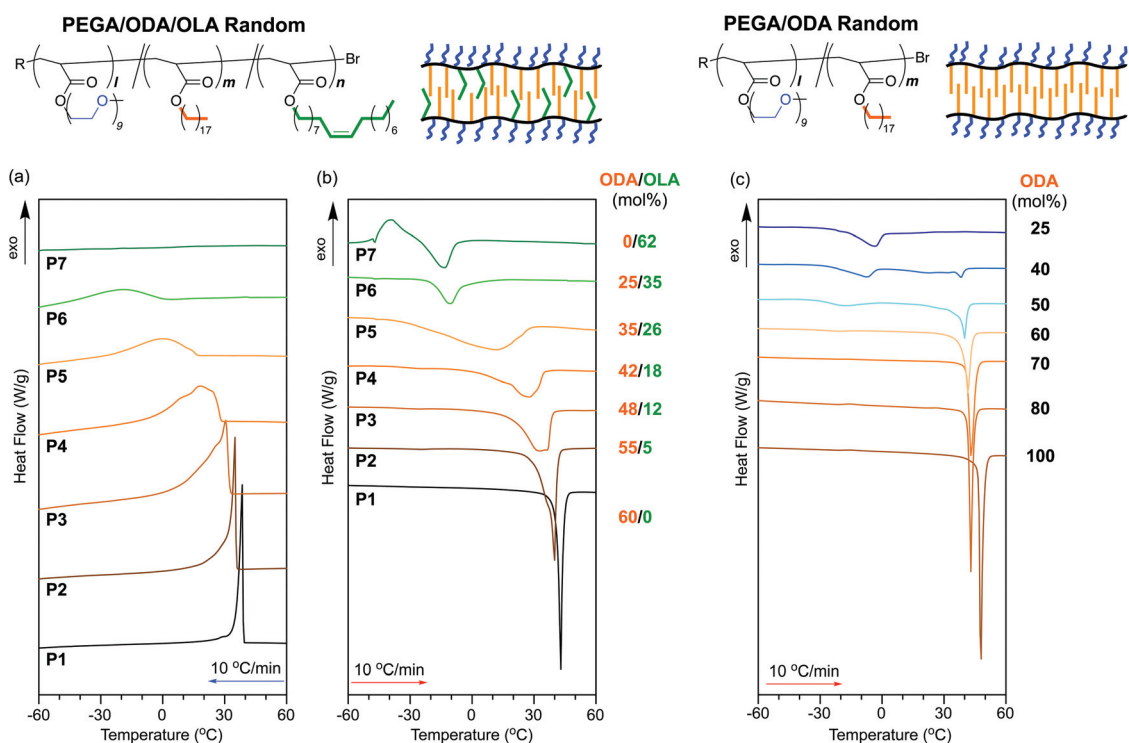 PEGA/ODA/OLA Random
R l m n Br
O O O O O O O
9 17 7 6
PEGA/ODA Random
R l m Br
O O O O O
9 17
(a)
exo
Heat Flow (W/g)
P7
P6
P5
P4
P3
P2
P1
10 °C/min
-60 -30 0 30 60
Temperature (°C)
(b)
P7
P6
P5
P4
P3
P2
P1
10 °C/min
-60 -30 0 30 60
Temperature (°C)
ODA/OLA
(mol%)
0/62
25/35
35/26
42/18
48/12
55/5
60/0
(c)
exo
Heat Flow (W/g)
10 °C/min
-60 -30 0 30 60
Temperature (°C)
ODA
(mol%)
25
40
50
60
70
80
100